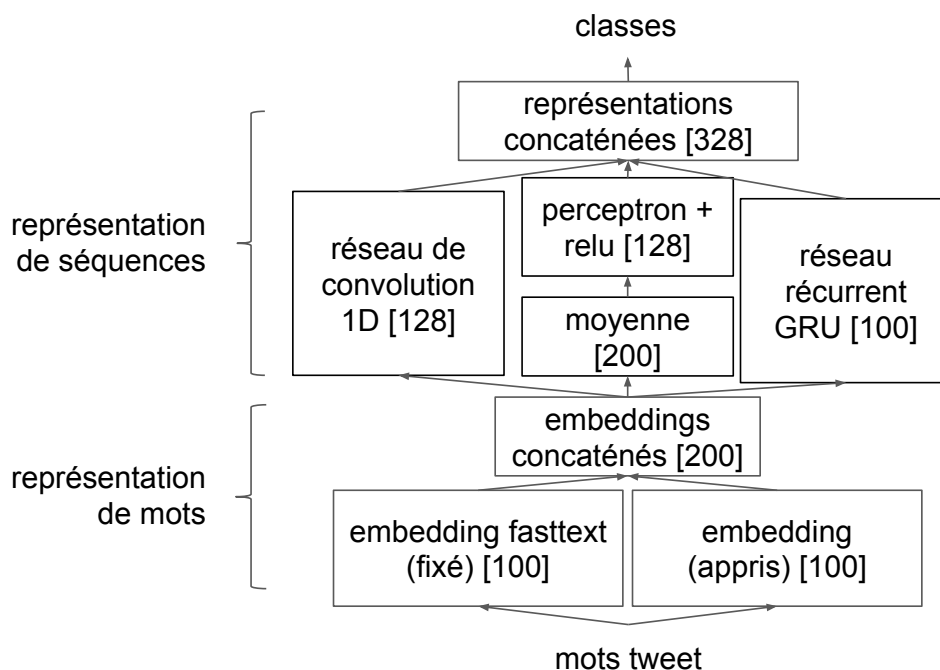 classes
représentations
concaténées [328]
représentation
de séquences
réseau de
convolution
1D [128]
perceptron +
relu [128]
moyenne
[200]
réseau
récurrent
GRU [100]
embeddings
concaténés [200]
représentation
de mots
embedding fasttext
(fixé) [100]
embedding
(appris) [100]
mots tweet